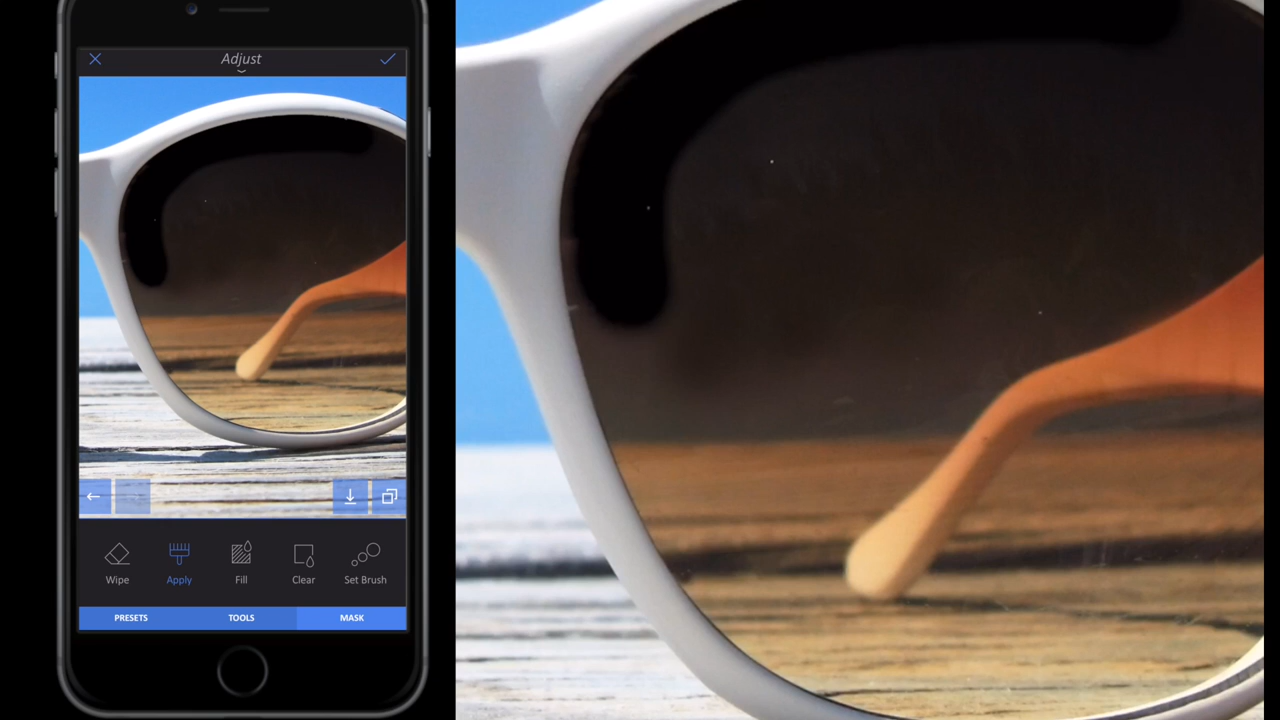 Adjust
Wipe
Apply
Fill
Clear
Set Brush
PRESETS
TOOLS
MASK